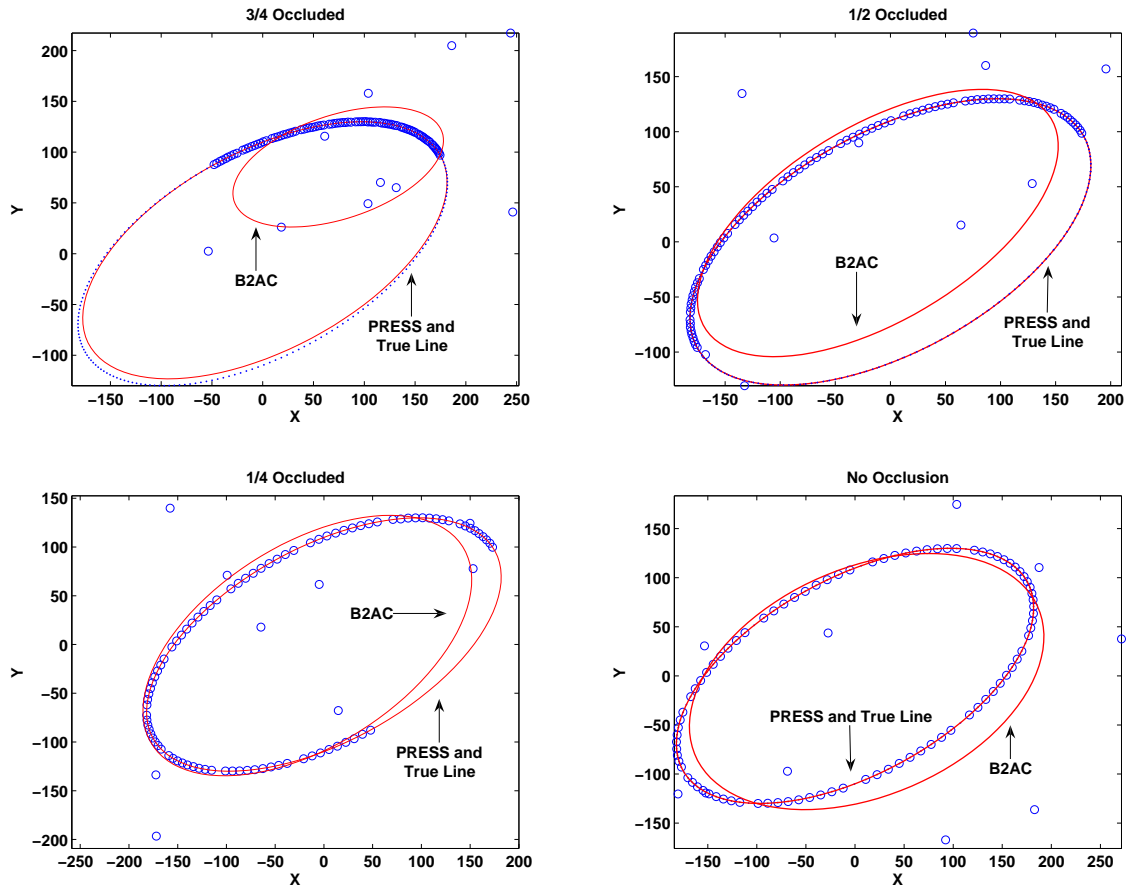 3/4 Occluded
200
150
100
50
0
−50
−100
Y
−150 −100 −50 0 50 100 150 200 250
X
B2AC
PRESS and
True Line
1/2 Occluded
150
100
50
0
−50
−100
Y
−150 −100 −50 0 50 100 150 200
X
B2AC
PRESS and
True Line
1/4 Occluded
150
100
50
0
−50
−100
−150
−200
Y
−250 −200 −150 −100 −50 0 50 100 150 200
X
B2AC
PRESS and
True Line
No Occlusion
150
100
50
0
−50
−100
−150
Y
−150 −100 −50 0 50 100 150 200 250
X
PRESS and True Line
B2AC